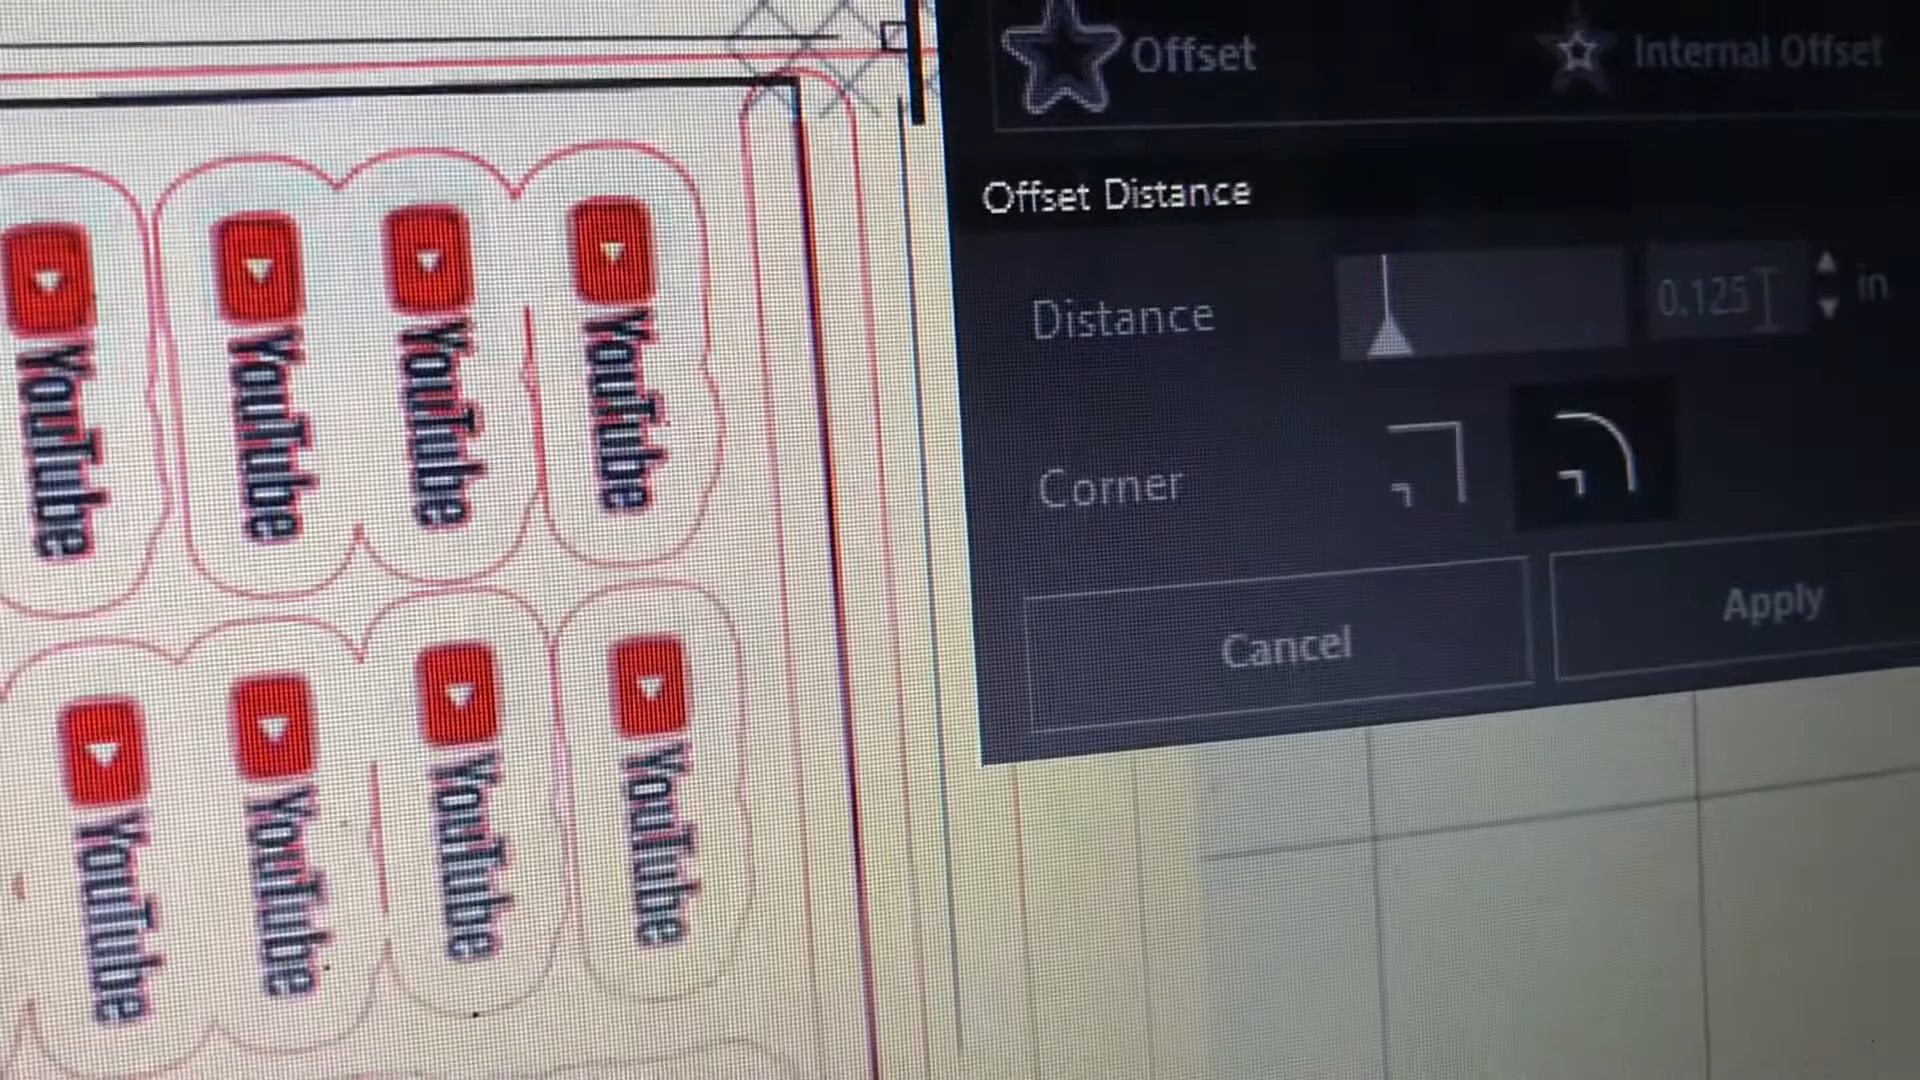 Offset
Internal Offset
Offset Distance
Distance
0.125
in
Corner
Cancel
Apply
YouTube
YouTube
YouTube
YouTube
YouTube
YouTube
YouTube
YouTube